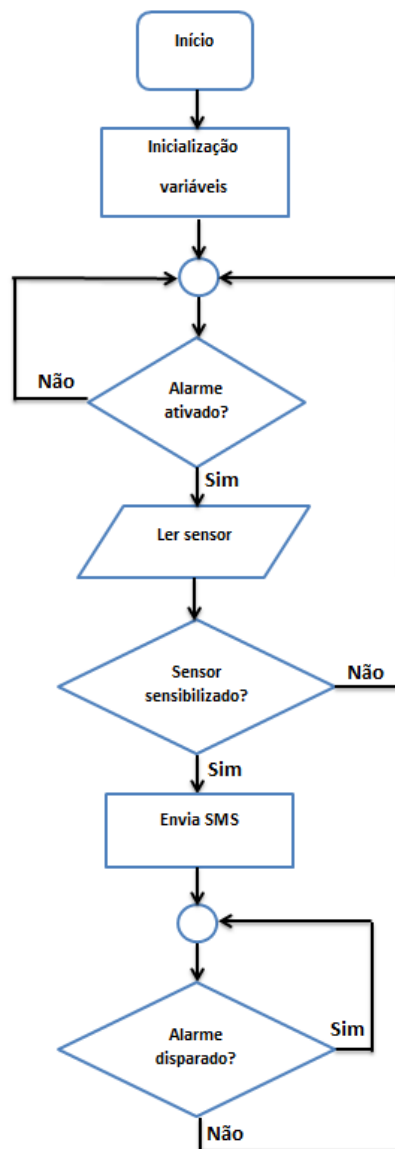 Início
Inicialização
variáveis
Não
Alarme
ativado?
Sim
Ler sensor
Sensor
sensibilizado?
Não
Sim
Envia SMS
Alarme
disparado?
Sim
Não